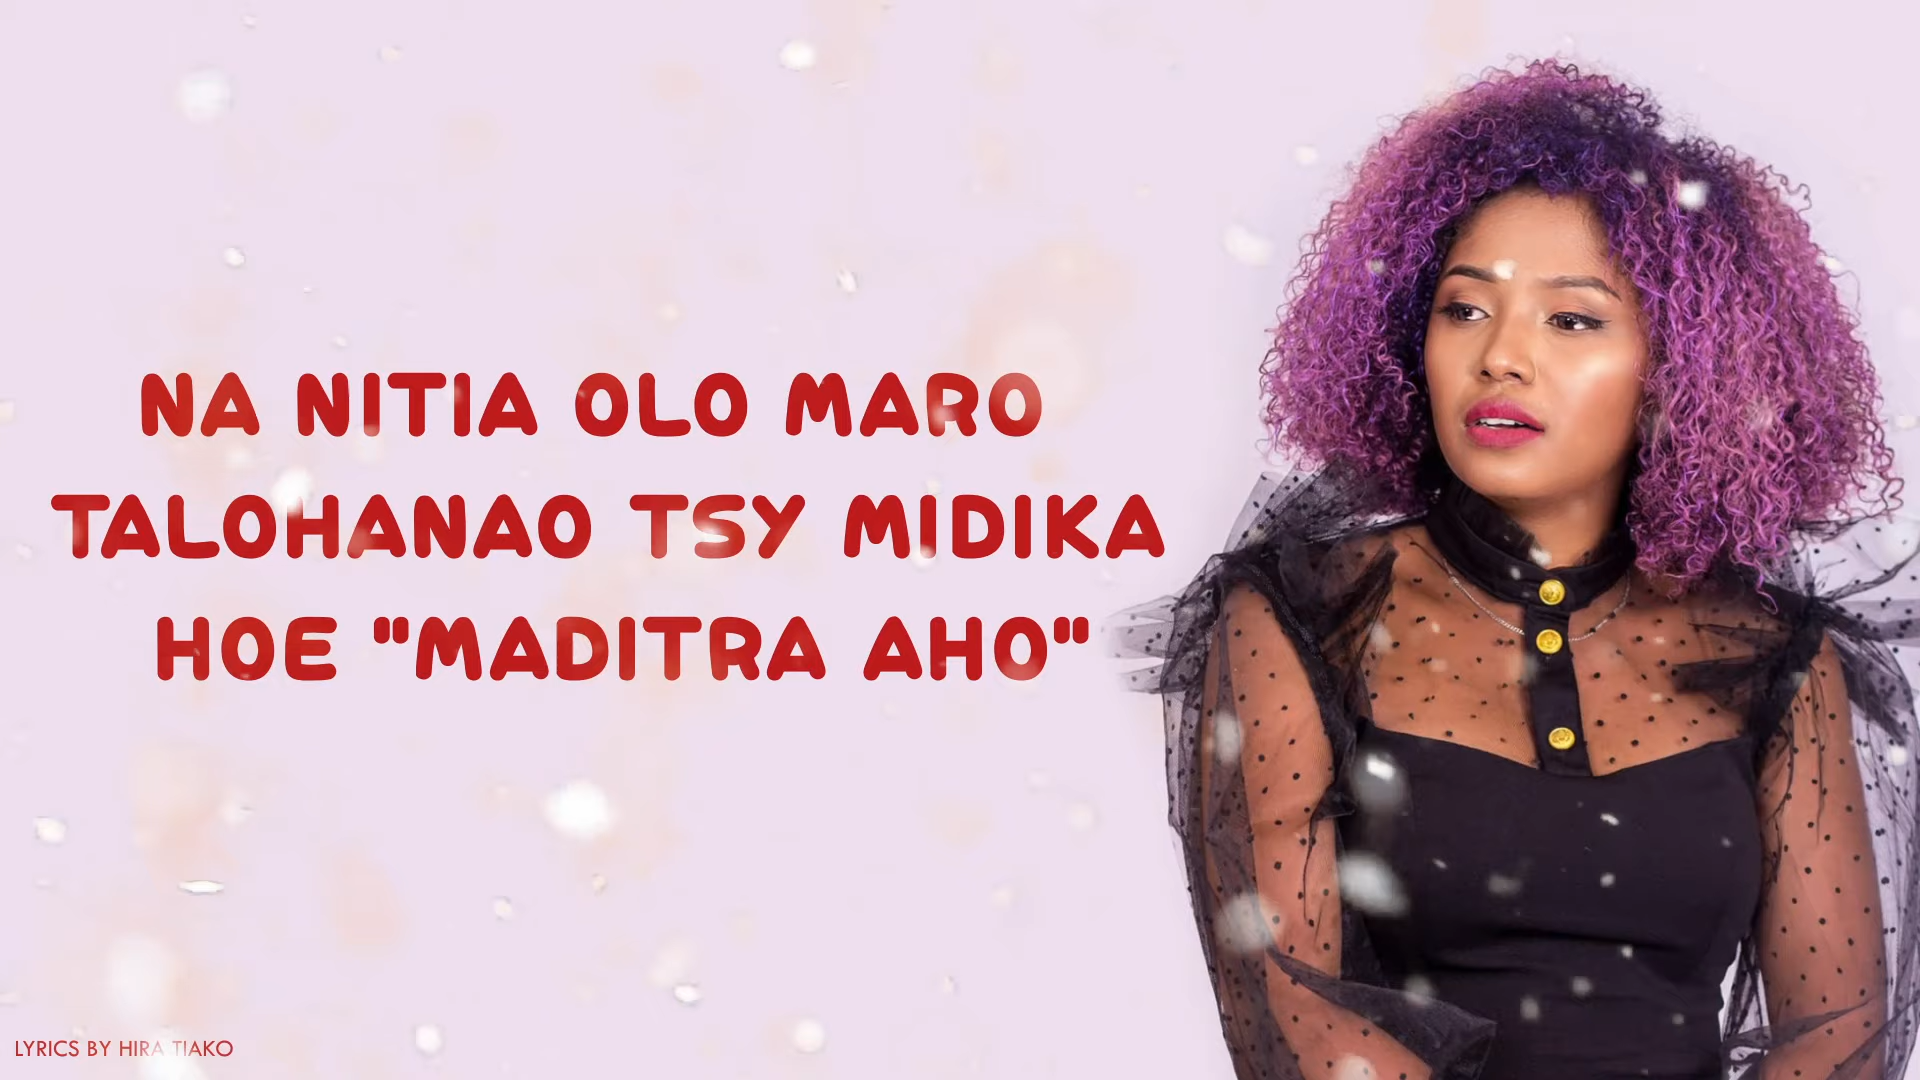 NA NITIA OLO MARO
TALOHANAO TSY MIDIKA
HOE "MADITRA AHO"
LYRICS BY HIRA TIAKO